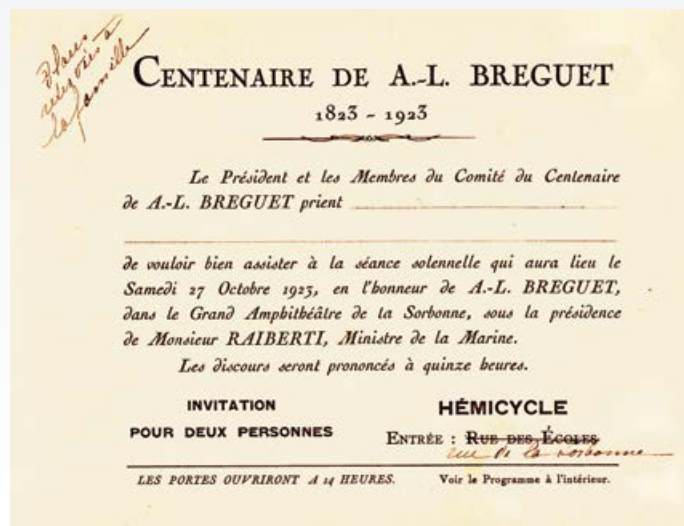 Places
réservées à
la famille
CENTENAIRE DE A.-L. BREGUET
1823 - 1923
Le Président et les Membres du Comité du Centenaire
de A.-L. BREGUET prient
de vouloir bien assister à la séance solennelle qui aura lieu le
Samedi 27 Octobre 1923, en l'honneur de A.-L. BREGUET,
dans le Grand Amphithéâtre de la Sorbonne, sous la présidence
de Monsieur RAIBERTI, Ministre de la Marine.
Les discours seront prononcés à quinze heures.
INVITATION
POUR DEUX PERSONNES
HÉMICYCLE
ENTRÉE : RUE DES ÉCOLES
rue de la sorbonne
LES PORTES OUVRIRONT A 14 HEURES.
Voir le Programme à l'intérieur.